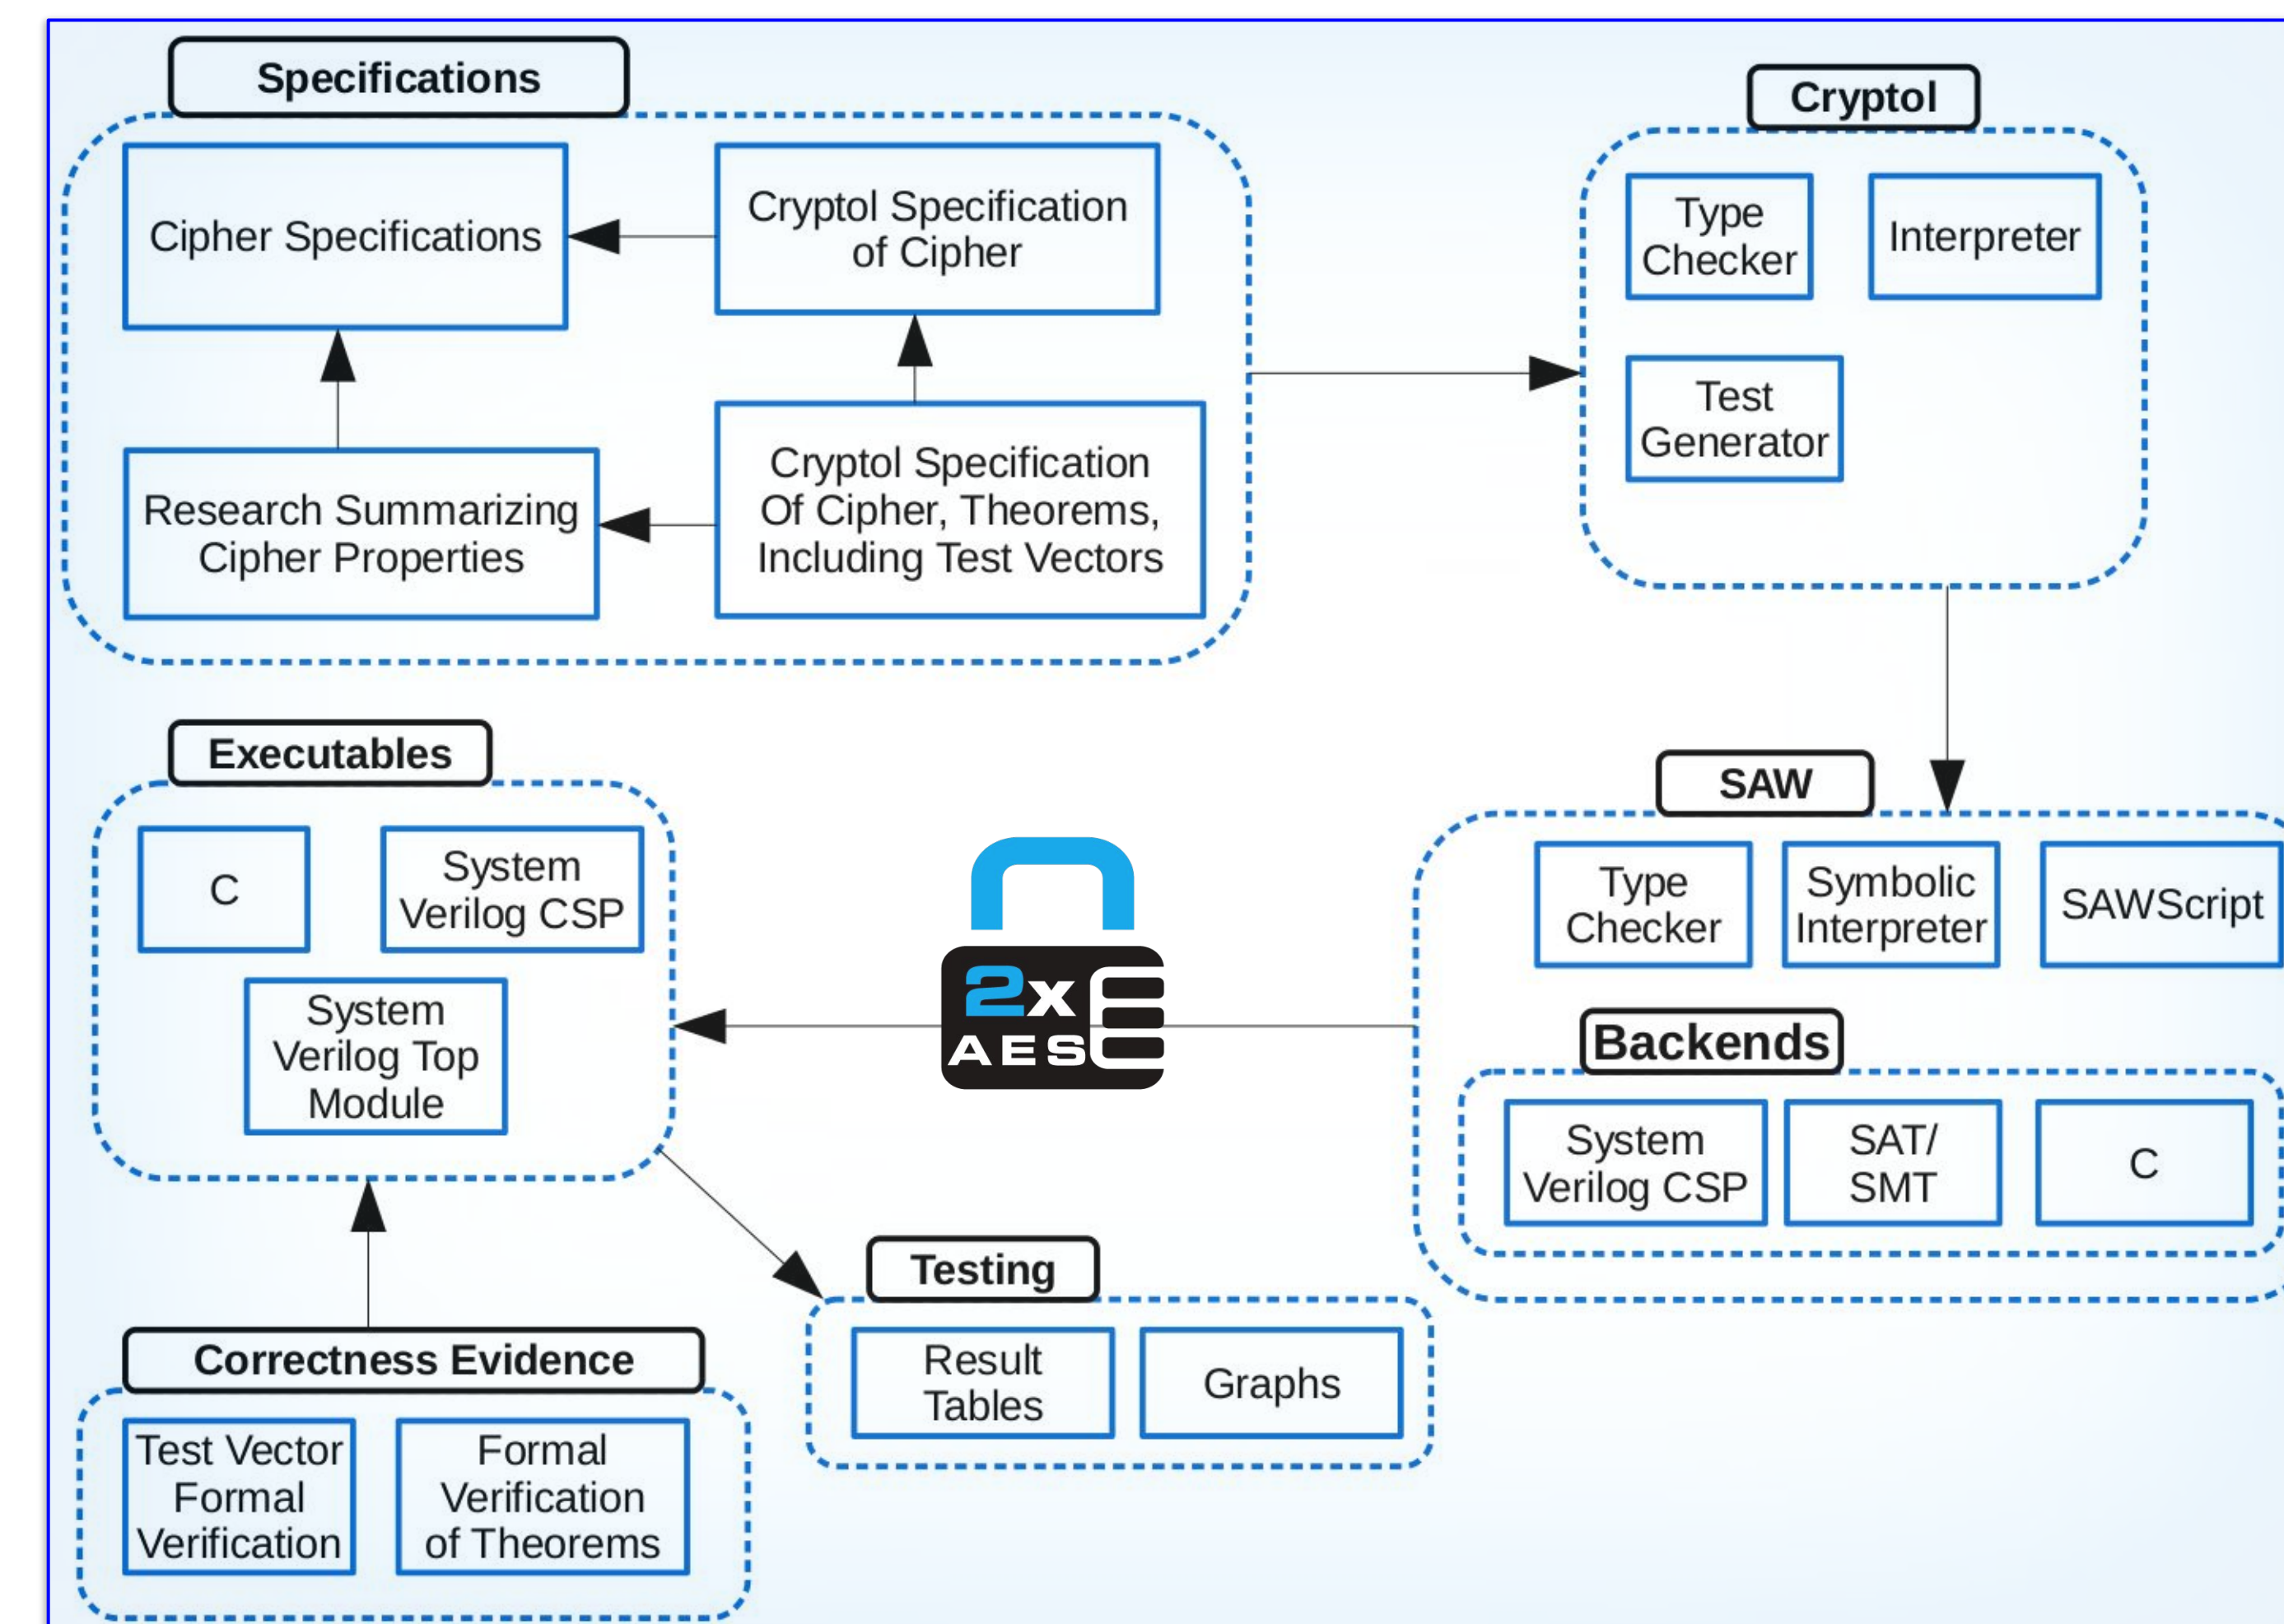 Specifications
Cipher Specifications
Cryptol Specification
of Cipher
Research Summarizing
Cipher Properties
Cryptol Specification
Of Cipher, Theorems,
Including Test Vectors
Cryptol
Type
Checker
Interpreter
Test
Generator
Executables
C
System
Verilog CSP
System
Verilog Top
Module
2x
AES
SAW
Type
Checker
Symbolic
Interpreter
SAWScript
Backends
System
Verilog CSP
SAT/
SMT
C
Testing
Result
Tables
Graphs
Correctness Evidence
Test Vector
Formal
Verification
Formal
Verification
of Theorems